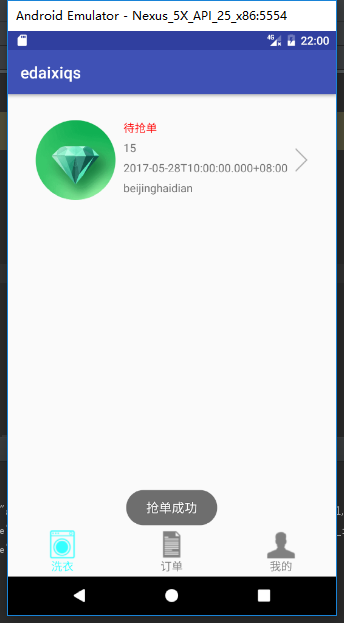 Android Emulator - Nexus_5X_API_25_x86:5554
4G 22:00
edaixiqs
待抢单
15
2017-05-28T10:00:00.000+08:00
beijinghaidian
抢单成功
洗衣 订单 我的